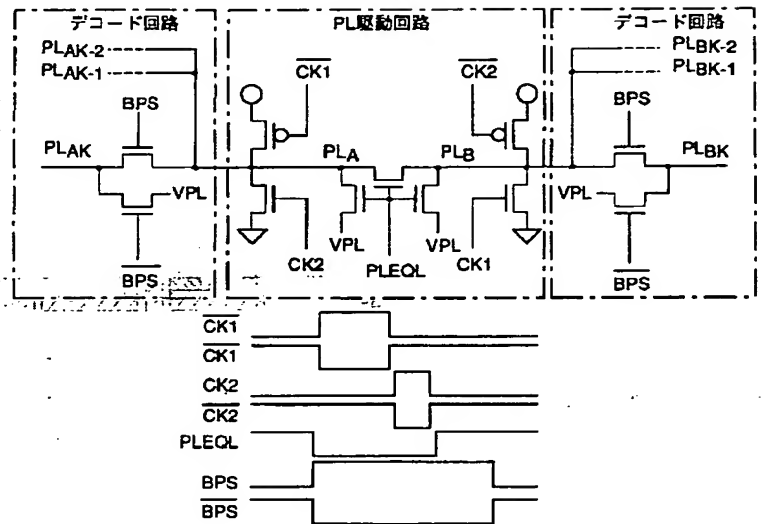 デコード回路
PL駆動回路
デコード回路
PLAK-2
PLAK-1
BPS
PLAK
VPL
BPS
CK1
CK2
PLA
PLB
VPL
VPL
CK2
PLEQL
CK1
PLBK-2
PLBK-1
BPS
PLBK
VPL
BPS
CK1
CK1
CK2
CK2
PLEQL
BPS
BPS